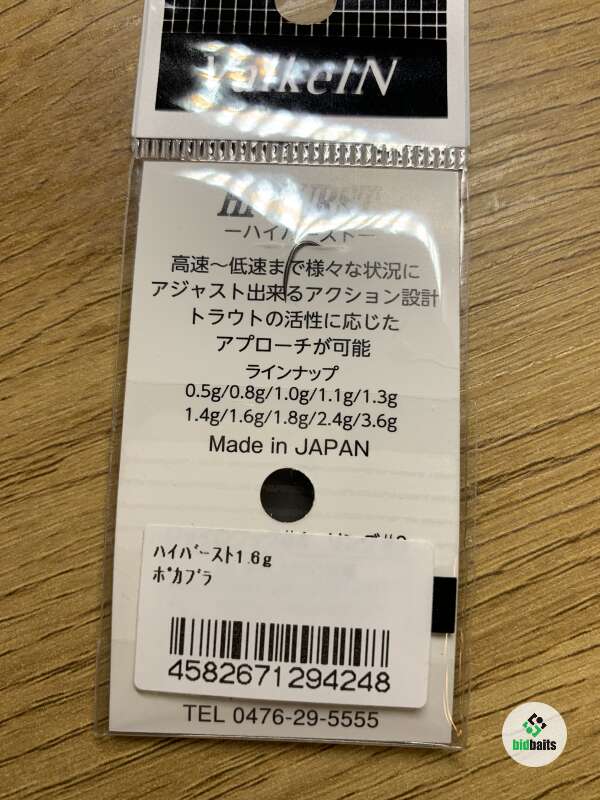 ValkeIN
Hi BURST
ーハイバーストー
高速～低速まで様々な状況に
アジャスト出来るアクション設計
トラウトの活性に応じた
アプローチが可能
ラインナップ
0.5g/0.8g/1.0g/1.1g/1.3g
1.4g/1.6g/1.8g/2.4g/3.6g
Made in JAPAN
ﾊｲﾊﾞｰｽﾄ1.6g
ﾎﾟｶﾌﾞﾗ
4582671294248
TEL 0476-29-5555
bidbaits